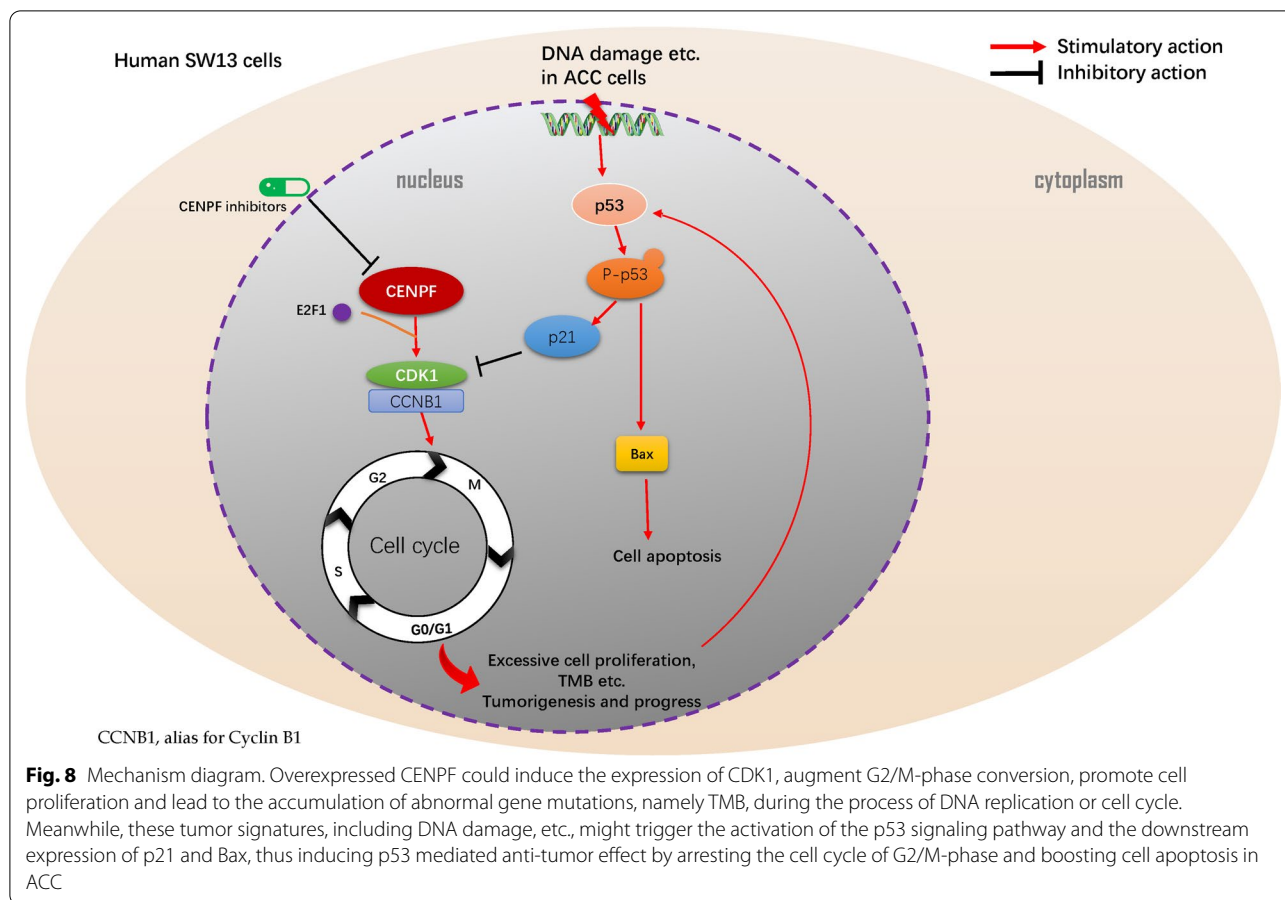 Human SW13 cells
DNA damage etc.
in ACC cells
Stimulatory action
Inhibitory action
nucleus
cytoplasm
CENPF inhibitors
p53
P-p53
CENPF
E2F1
p21
CDK1
CCNB1
Bax
G2
M
Cell cycle
S
G0/G1
Cell apoptosis
Excessive cell proliferation,
TMB etc.
Tumorigenesis and progress
CCNB1, alias for Cyclin B1
Fig. 8 Mechanism diagram. Overexpressed CENPF could induce the expression of CDK1, augment G2/M-phase conversion, promote cell
proliferation and lead to the accumulation of abnormal gene mutations, namely TMB, during the process of DNA replication or cell cycle.
Meanwhile, these tumor signatures, including DNA damage, etc., might trigger the activation of the p53 signaling pathway and the downstream
expression of p21 and Bax, thus inducing p53 mediated anti-tumor effect by arresting the cell cycle of G2/M-phase and boosting cell apoptosis in
ACC